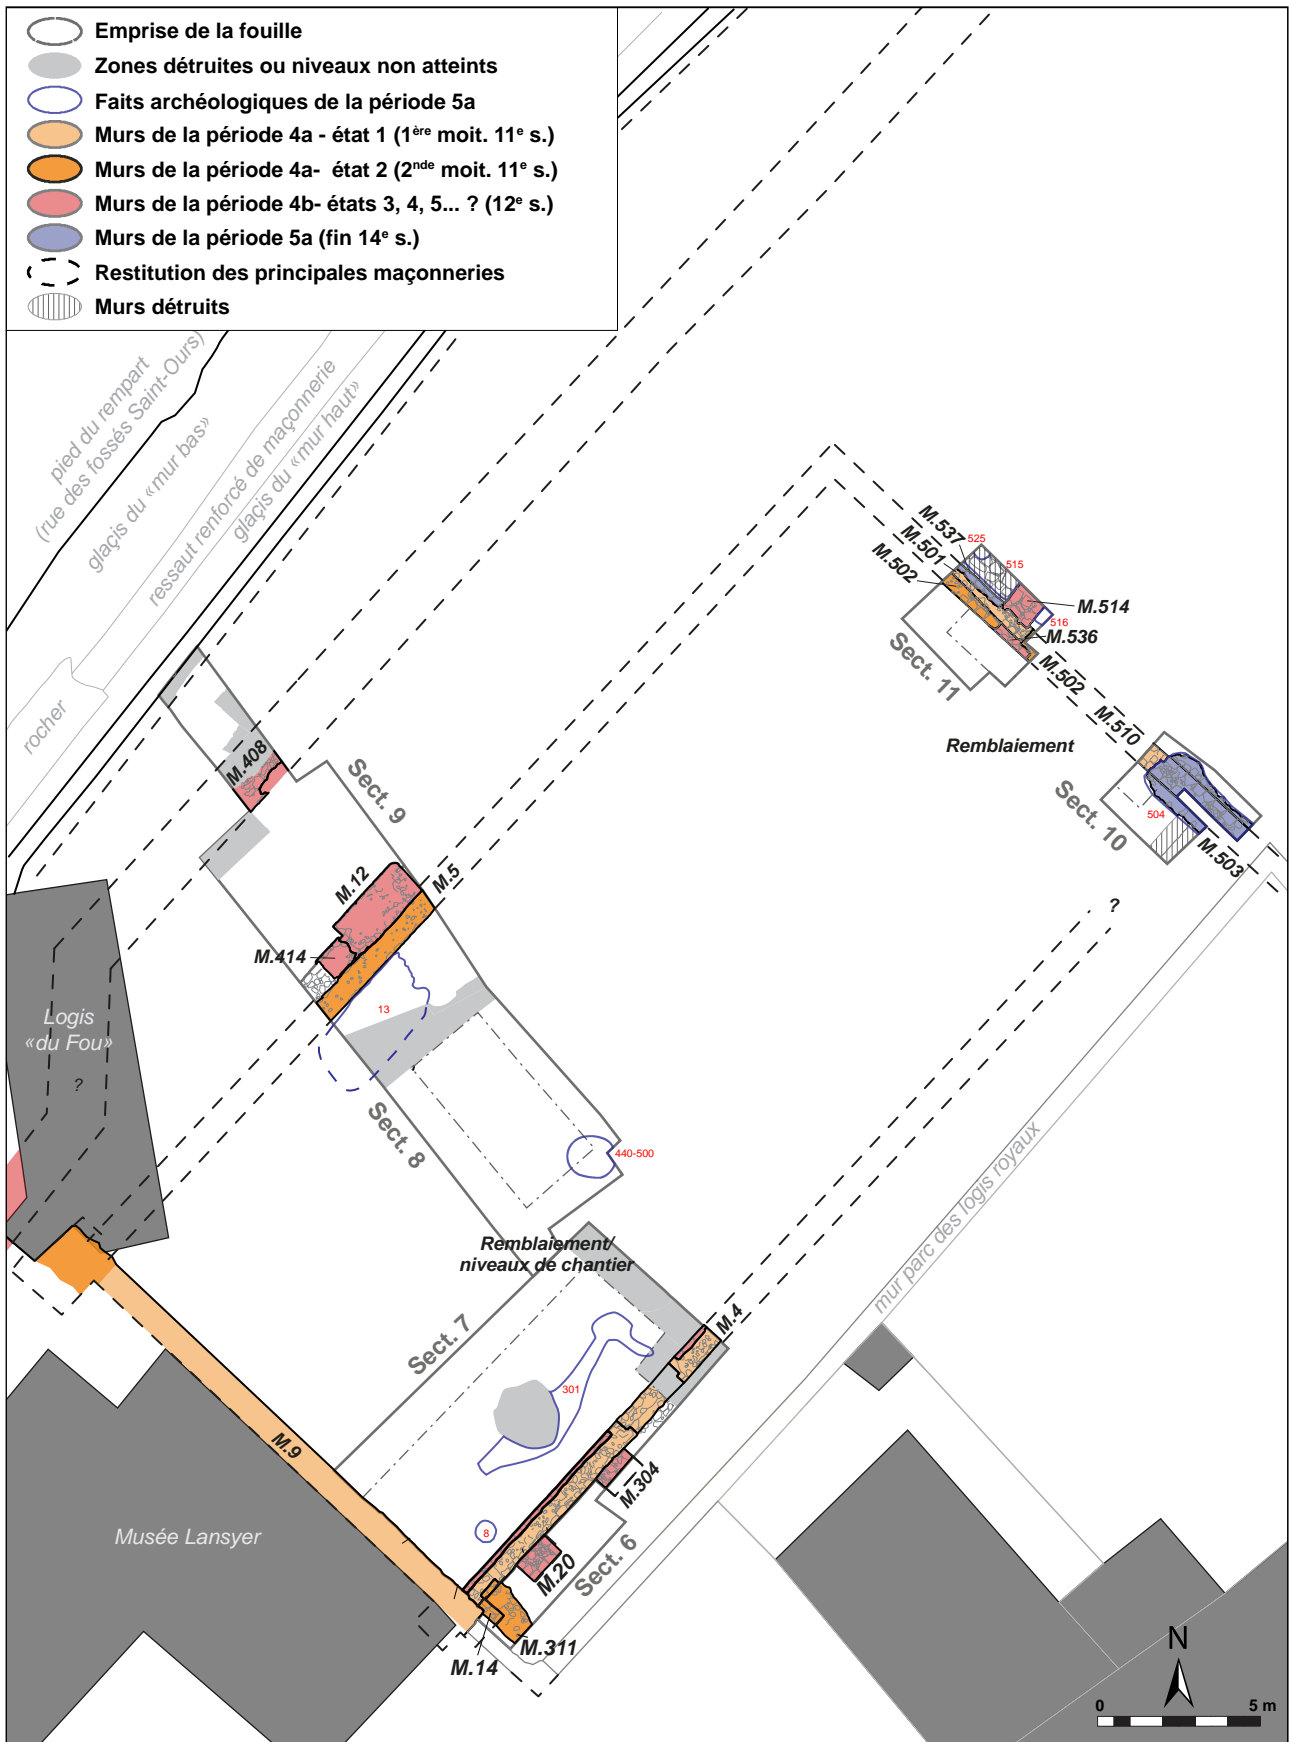 Emprise de la fouille
Zones détruites ou niveaux non atteints
Faits archéologiques de la période 5a
Murs de la période 4a - état 1 (1ère moit. 11e s.)
Murs de la période 4a-  état 2 (2nde moit. 11e s.)
Murs de la période 4b- états 3, 4, 5... ? (12e s.)
Murs de la période 5a (fin 14e s.)
Restitution des principales maçonneries
Murs détruits
pied du rempart
(rue des fossés Saint-Ours)
glaçis du «mur bas»
ressaut renforcé de maçonnerie
glaçis du «mur haut»
rocher
M.537
525
M.501
515
M.502
M.514
516
M.536
M.502
Sect. 11
M.510
Remblaiement
504
Sect. 10
M.503
M.408
Sect. 9
M.12
M.5
M.414
13
?
Logis
«du Fou»
?
Sect. 8
440-500
mur parc des logis royaux
Remblaiement/
niveaux de chantier
Sect. 7
M.4
301
M.9
M.304
8
Musée Lansyer
M.20
Sect. 6
M.311
M.14
N
0
5 m